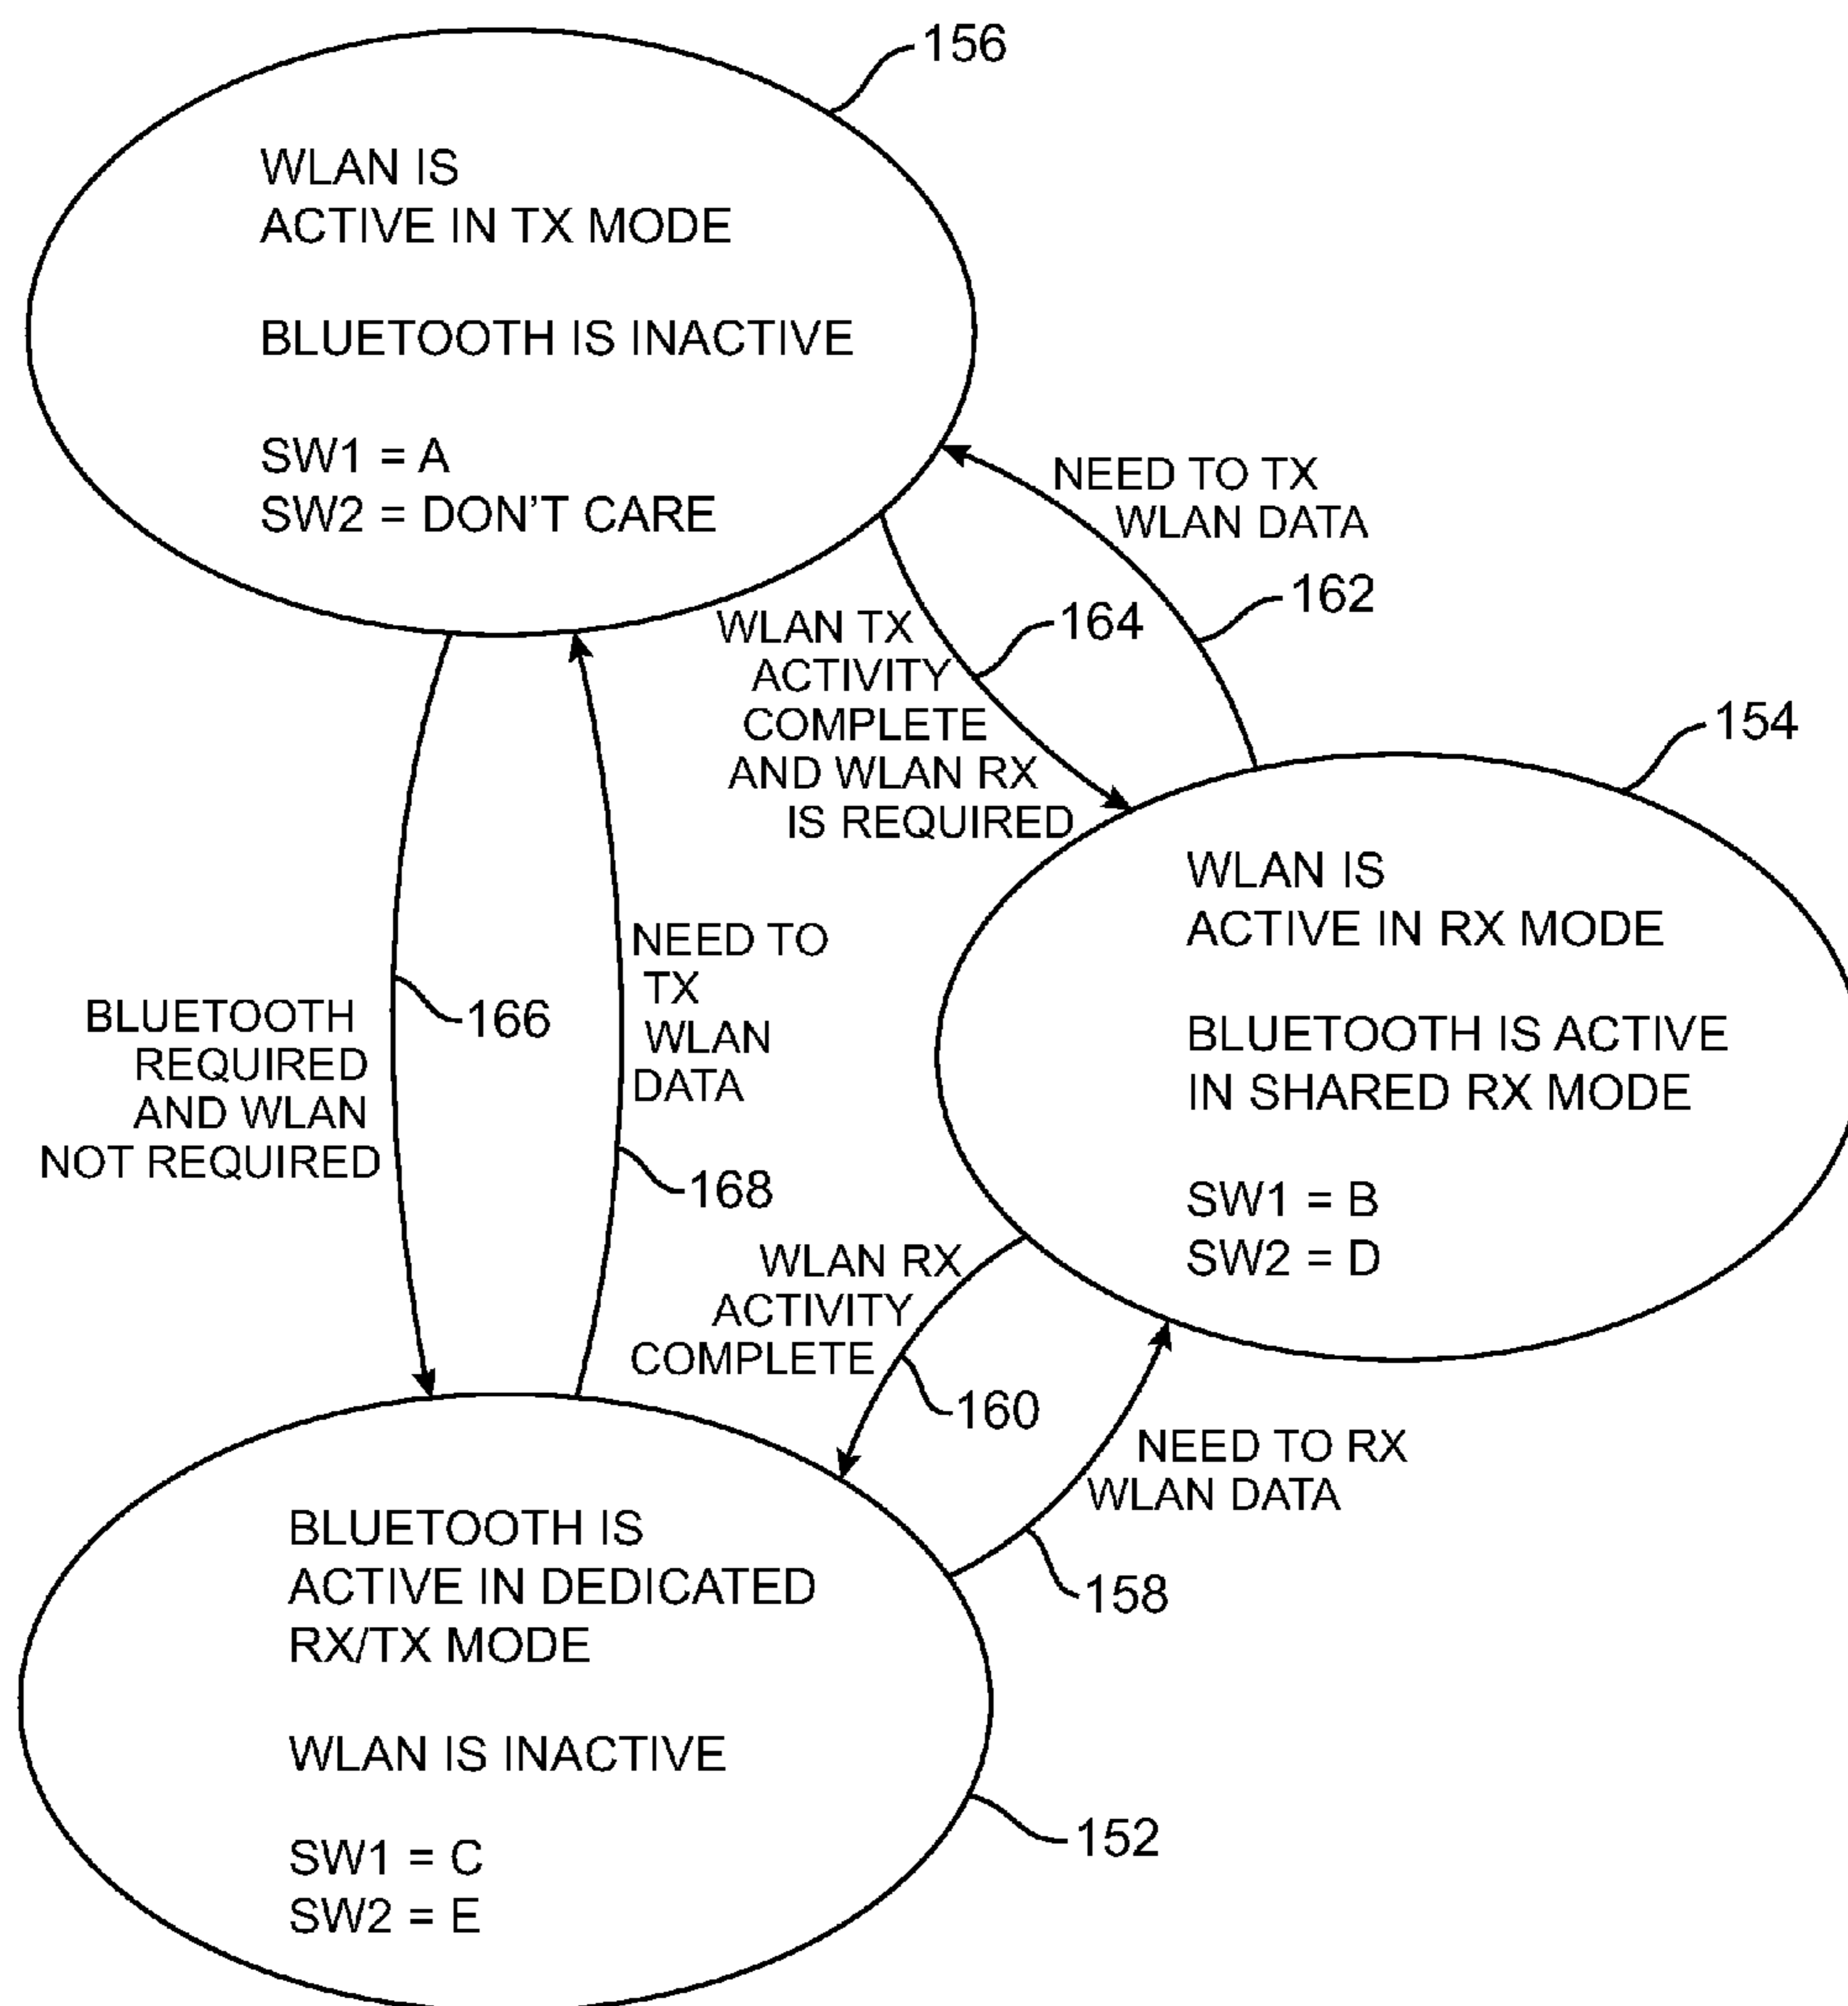 156
WLAN IS
ACTIVE IN TX MODE
BLUETOOTH IS INACTIVE
SW1 = A
SW2 = DON'T CARE
NEED TO TX
WLAN DATA
162
164
WLAN TX
ACTIVITY
COMPLETE
AND WLAN RX
IS REQUIRED
154
WLAN IS
ACTIVE IN RX MODE
BLUETOOTH IS ACTIVE
IN SHARED RX MODE
SW1 = B
SW2 = D
BLUETOOTH
REQUIRED
AND WLAN
NOT REQUIRED
166
NEED TO
TX
WLAN
DATA
168
WLAN RX
ACTIVITY
COMPLETE
160
NEED TO RX
WLAN DATA
158
BLUETOOTH IS
ACTIVE IN DEDICATED
RX/TX MODE
WLAN IS INACTIVE
SW1 = C
SW2 = E
152